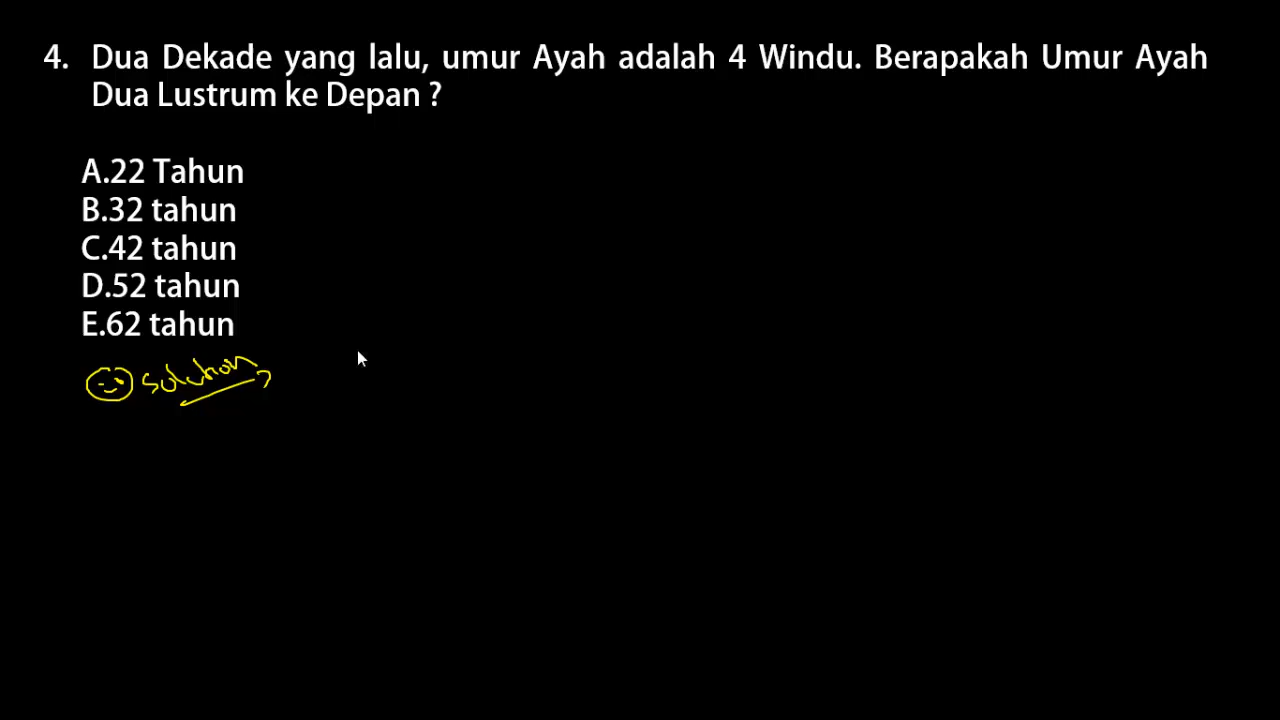 4. Dua Dekade yang lalu, umur Ayah adalah 4 Windu. Berapakah Umur Ayah
Dua Lustrum ke Depan ?
A.22 Tahun
B.32 tahun
C.42 tahun
D.52 tahun
E.62 tahun
solution